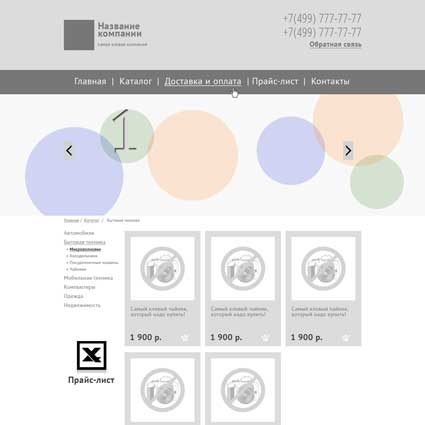 Название
компании
самая клевая компания
+7(499) 777-77-77
+7(499) 777-77-77
Обратная связь
Главная | Каталог | Доставка и оплата | Прайс-лист | Контакты
1
Главная / Каталог / Бытовая техника
Автомобили
Бытовая техника
Микроволновки
Холодильники
Посудомоечные машины
Чайники
Мобильная техника
Компьютеры
Одежда
Недвижимость
Прайс-лист
Самый клевый чайник,
который надо купить!
1 900 р.
Самый клевый чайник,
который надо купить!
1 900 р.
Самый клевый чайник,
который надо купить!
1 900 р.